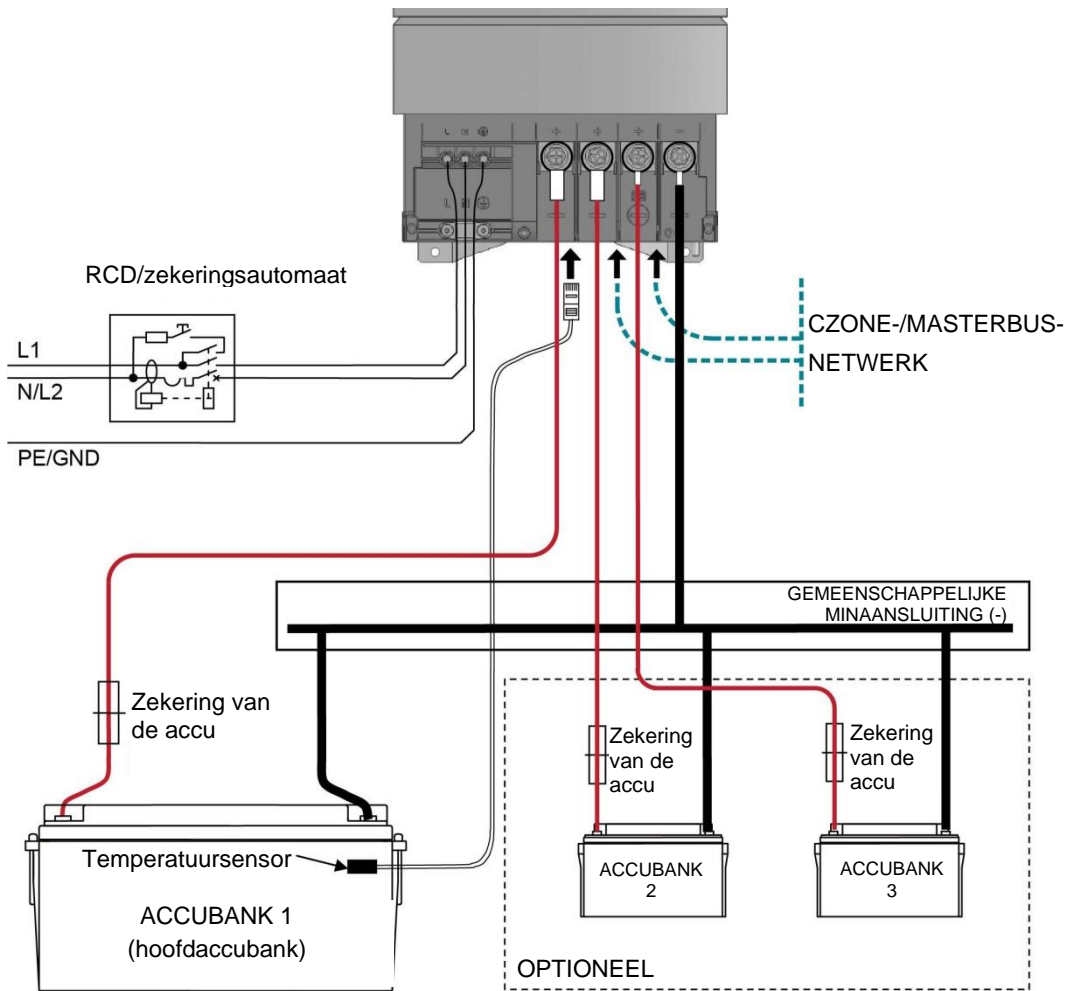 L N
+ + + -
L N
RCD/zekeringsautomaat
L1
N/L2
PE/GND
CZONE-/MASTERBUS-
NETWERK
GEMEENSCHAPPELIJKE
MINAANSLUITING (-)
Zekering van
de accu
Zekering
van de
accu
Zekering
van de
accu
Temperatuursensor
ACCUBANK 1
(hoofdaccubank)
ACCUBANK
2
ACCUBANK
3
OPTIONEEL